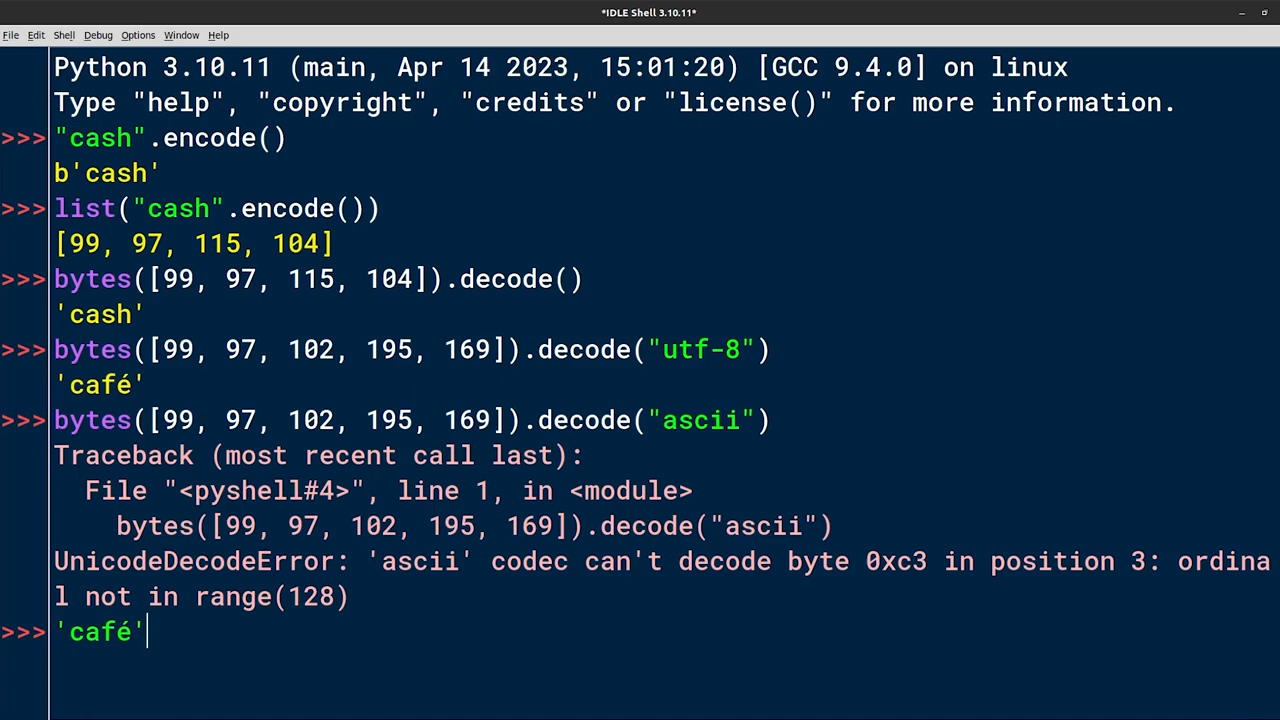 *IDLE Shell 3.10.11*
File Edit Shell Debug Options Window Help
Python 3.10.11 (main, Apr 14 2023, 15:01:20) [GCC 9.4.0] on linux
Type "help", "copyright", "credits" or "license()" for more information.
>>> "cash".encode()
b'cash'
>>> list("cash".encode())
[99, 97, 115, 104]
>>> bytes([99, 97, 115, 104]).decode()
'cash'
>>> bytes([99, 97, 102, 195, 169]).decode("utf-8")
'café'
>>> bytes([99, 97, 102, 195, 169]).decode("ascii")
Traceback (most recent call last):
  File "<pyshell#4>", line 1, in <module>
    bytes([99, 97, 102, 195, 169]).decode("ascii")
UnicodeDecodeError: 'ascii' codec can't decode byte 0xc3 in position 3: ordina
l not in range(128)
>>> 'café'